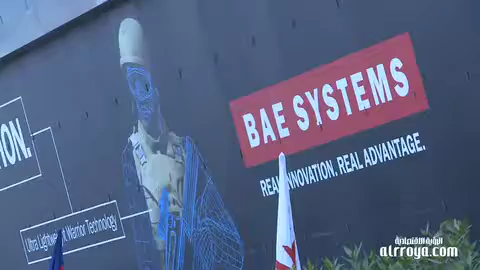 ION.
BAE SYSTEMS
REAL INNOVATION. REAL ADVANTAGE.
Ultra Lightweight Warrior Technology
الرؤية الاقتصادية
alrroya.com